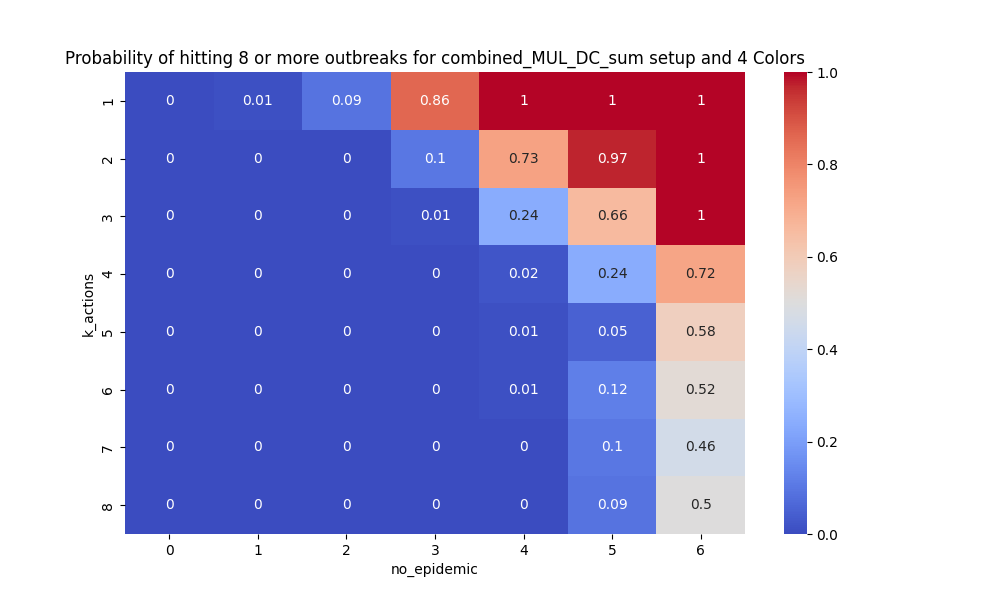 Probability of hitting 8 or more outbreaks for combined_MUL_DC_sum setup and 4 Colors
1 0 0.01 0.09 0.86 1 1 1
2 0 0 0 0.1 0.73 0.97 1
3 0 0 0 0.01 0.24 0.66 1
4 0 0 0 0 0.02 0.24 0.72
5 0 0 0 0 0.01 0.05 0.58
6 0 0 0 0 0.01 0.12 0.52
7 0 0 0 0 0 0.1 0.46
8 0 0 0 0 0 0.09 0.5
k_actions
0 1 2 3 4 5 6
no_epidemic
1.0
0.8
0.6
0.4
0.2
0.0